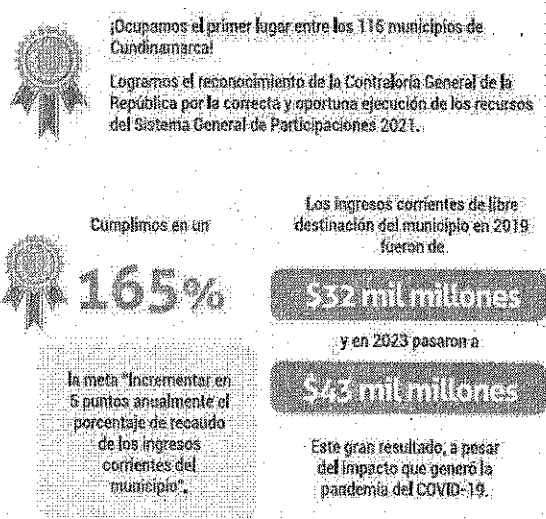 ¡Ocupamos el primer lugar entre los 116 municipios de
Cundinamarca!
Logramos el reconocimiento de la Contraloría General de la
República por la correcta y oportuna ejecución de los recursos
del Sistema General de Participaciones 2021.
Cumplimos en un
165%
la meta "Incrementar en
5 puntos anualmente el
porcentaje de recaudo
de los ingresos
corrientes del
municipio".
Los ingresos corrientes de libre
destinación del municipio en 2019
fueron de
$32 mil millones
y en 2023 pasaron a
$43 mil millones
Este gran resultado, a pesar
del impacto que generó la
pandemia del COVID-19.